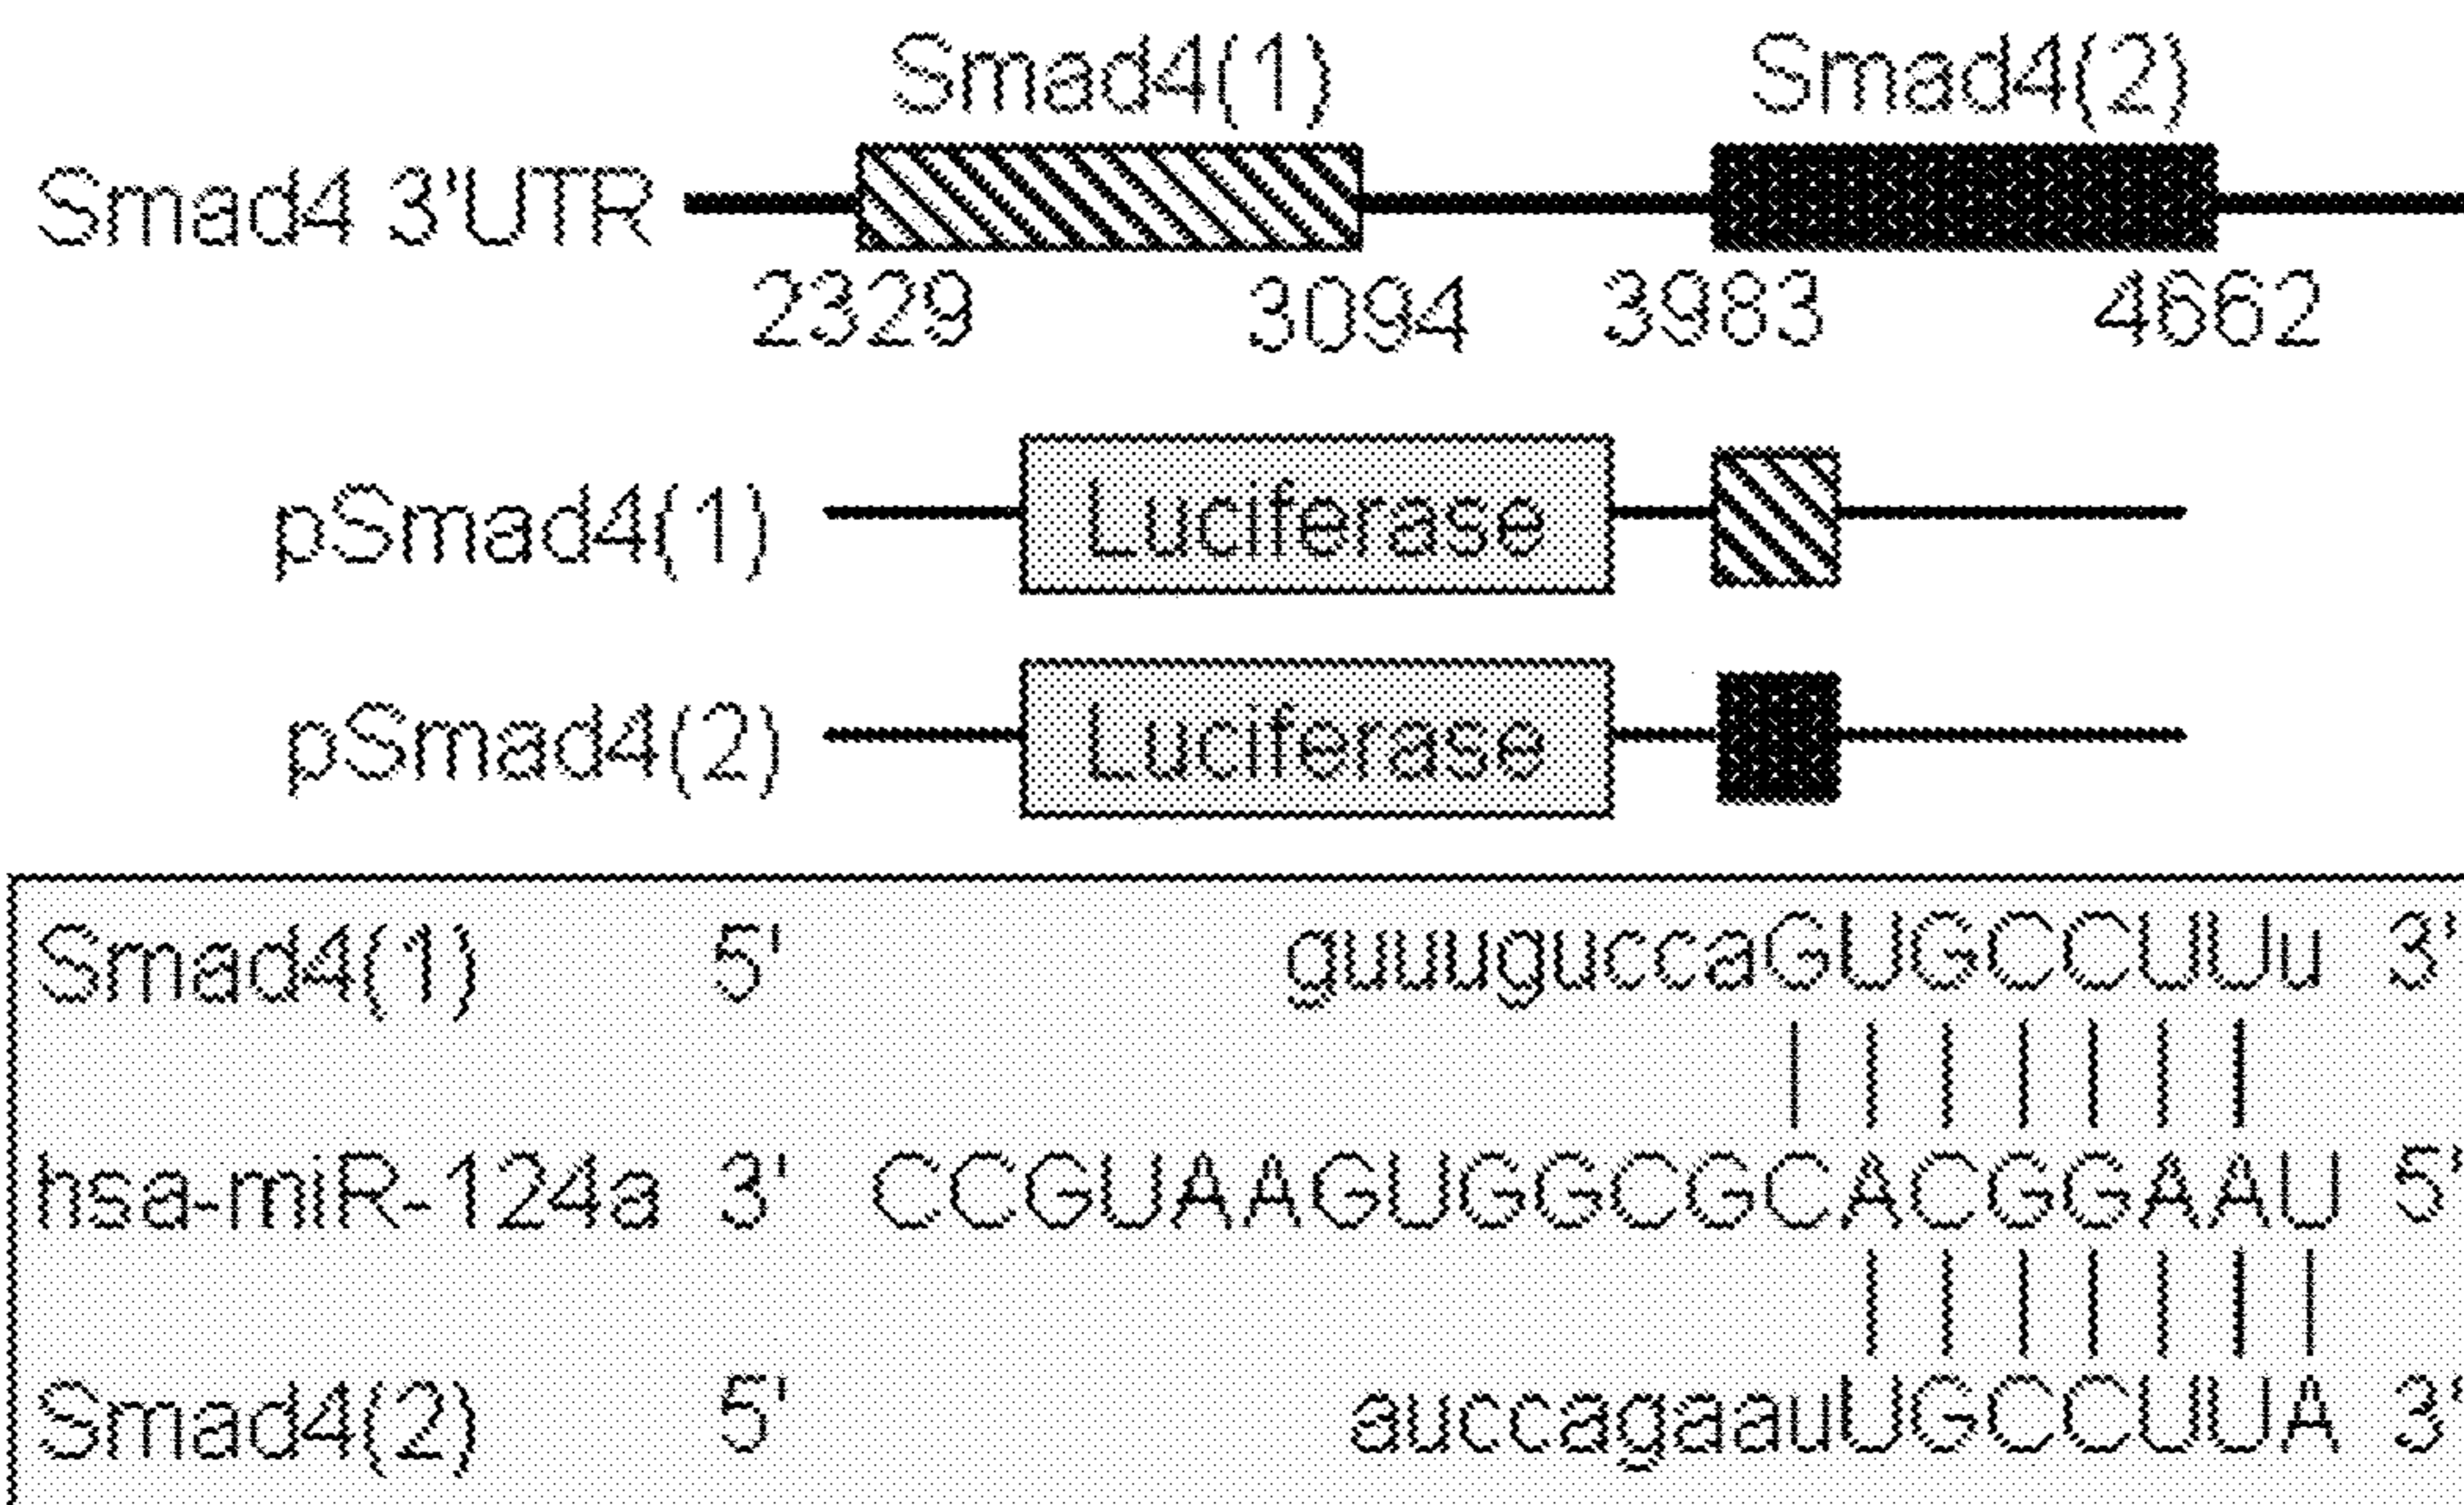 Smad4(1) Smad4(2)
Smad4 3'UTR
2329 3094 3983 4662
pSmad4(1) Luciferase
pSmad4(2) Luciferase
Smad4(1) 5' guuuguccaGUGCCUUu 3'
hsa-miR-124a 3' CCGUAAGUGGCGCACGGAAU 5'
Smad4(2) 5' auccagaauUGCCUUA 3'